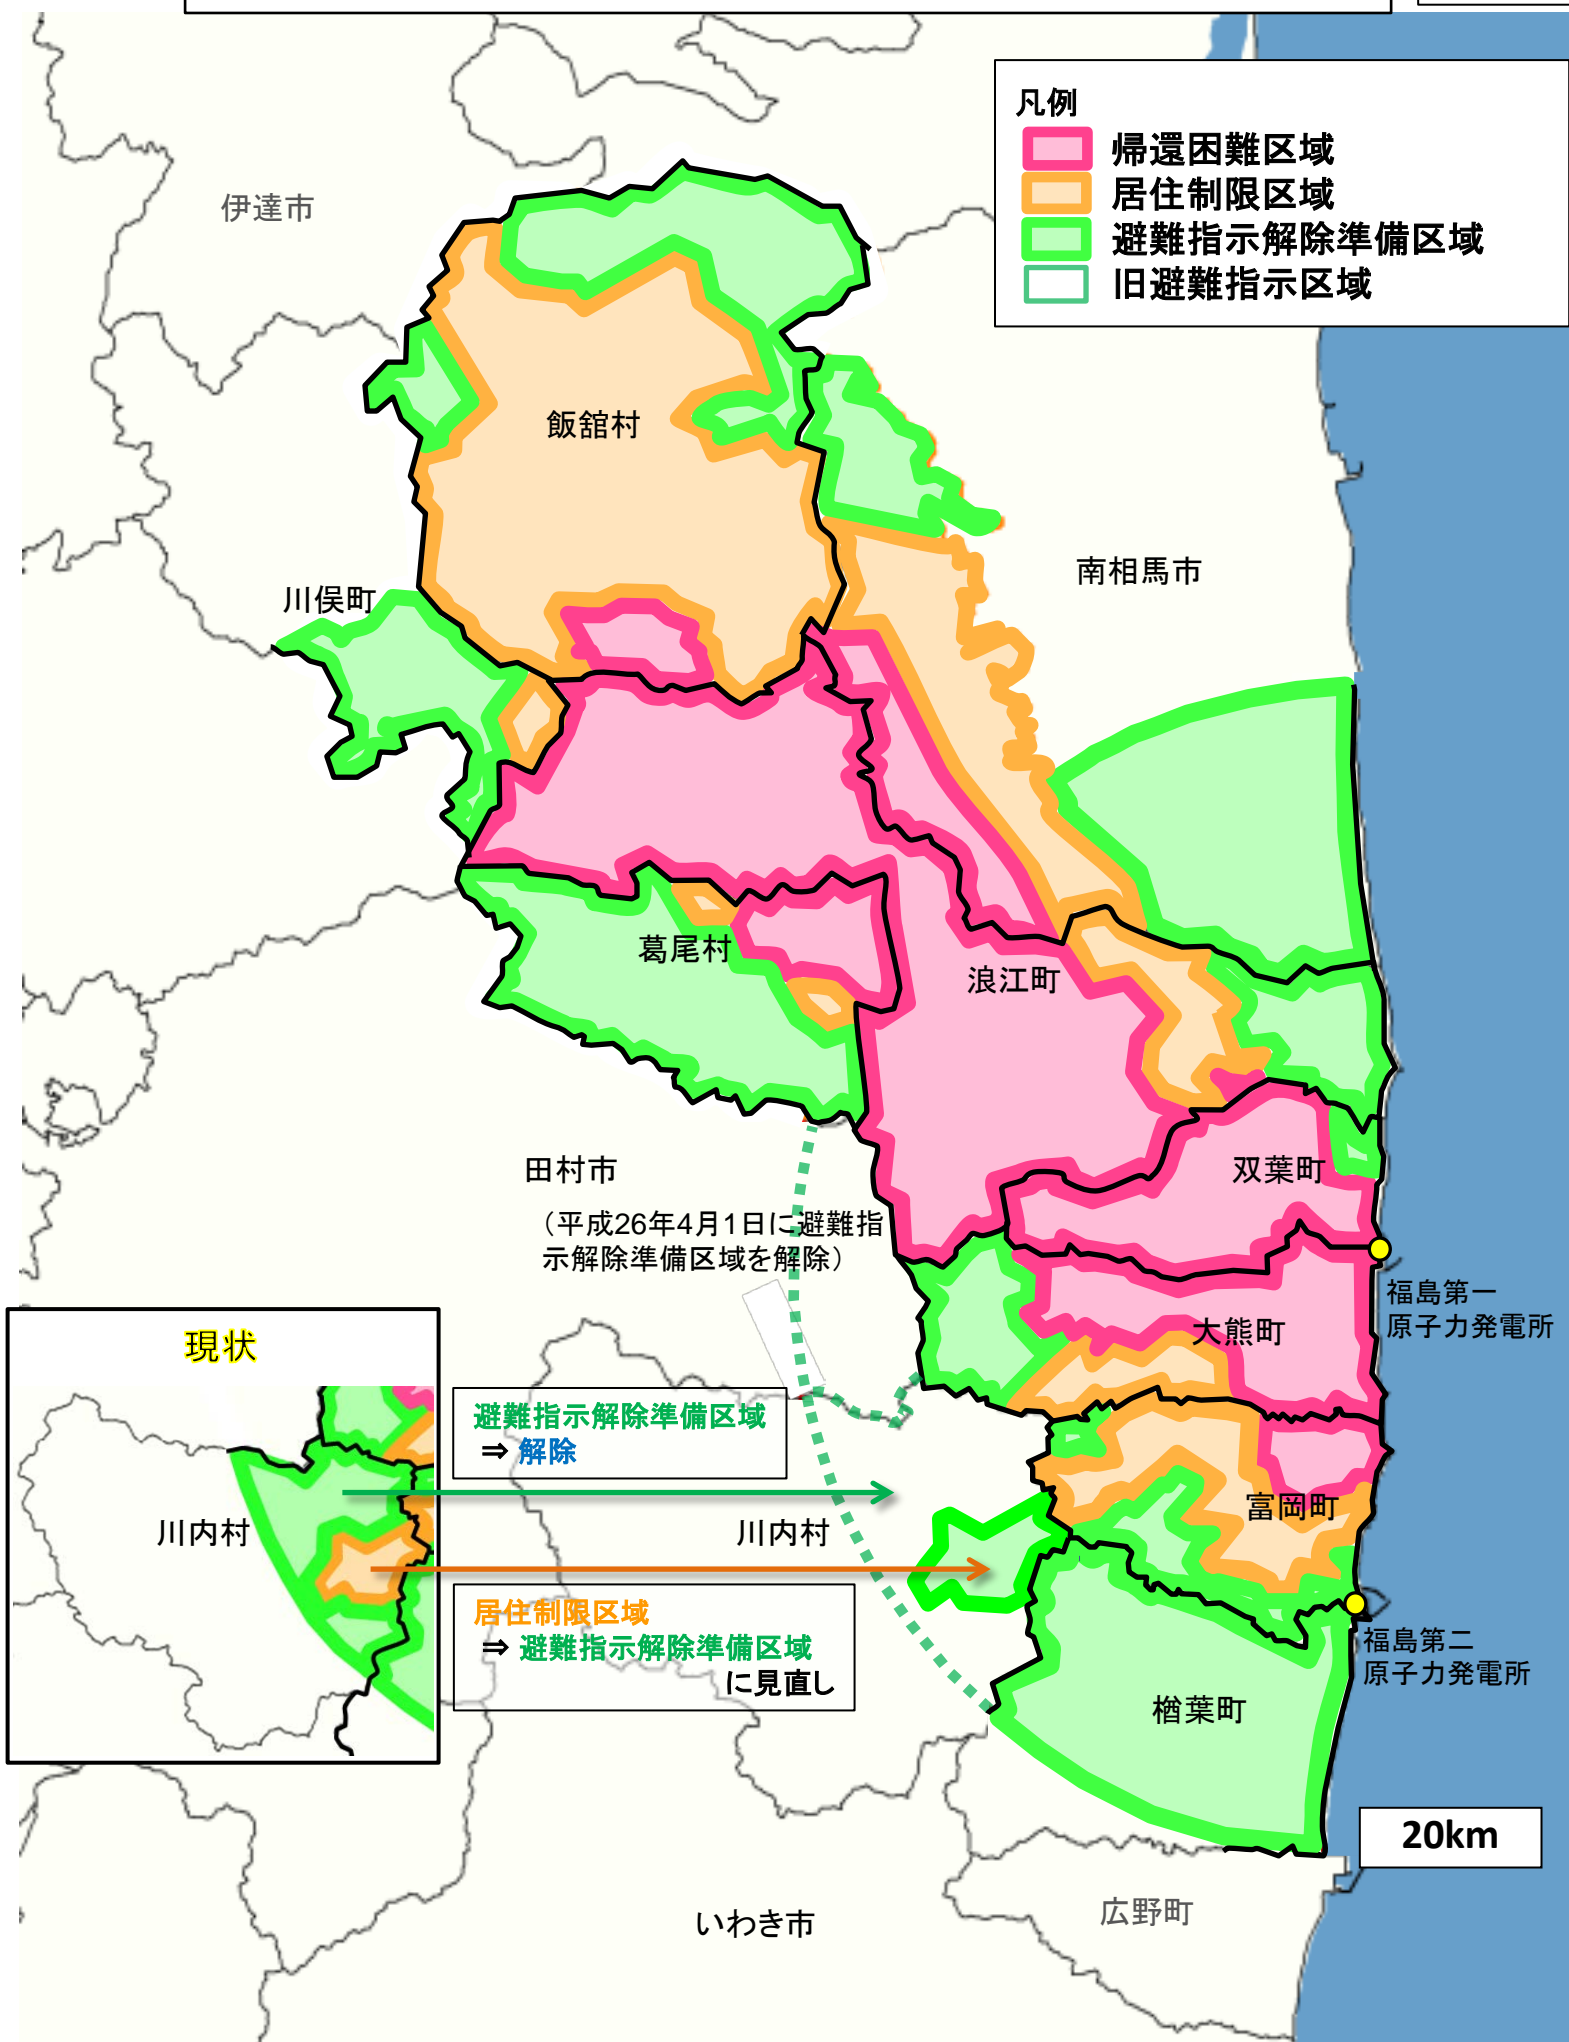 凡例
帰還困難区域
居住制限区域
避難指示解除準備区域
旧避難指示区域
伊達市
飯舘村
南相馬市
川俣町
葛尾村
浪江町
田村市
（平成26年4月1日に避難指
示解除準備区域を解除）
双葉町
福島第一
原子力発電所
大熊町
現状
避難指示解除準備区域
⇒ 解除
川内村
川内村
富岡町
居住制限区域
⇒ 避難指示解除準備区域
に見直し
福島第二
原子力発電所
楢葉町
20km
いわき市
広野町